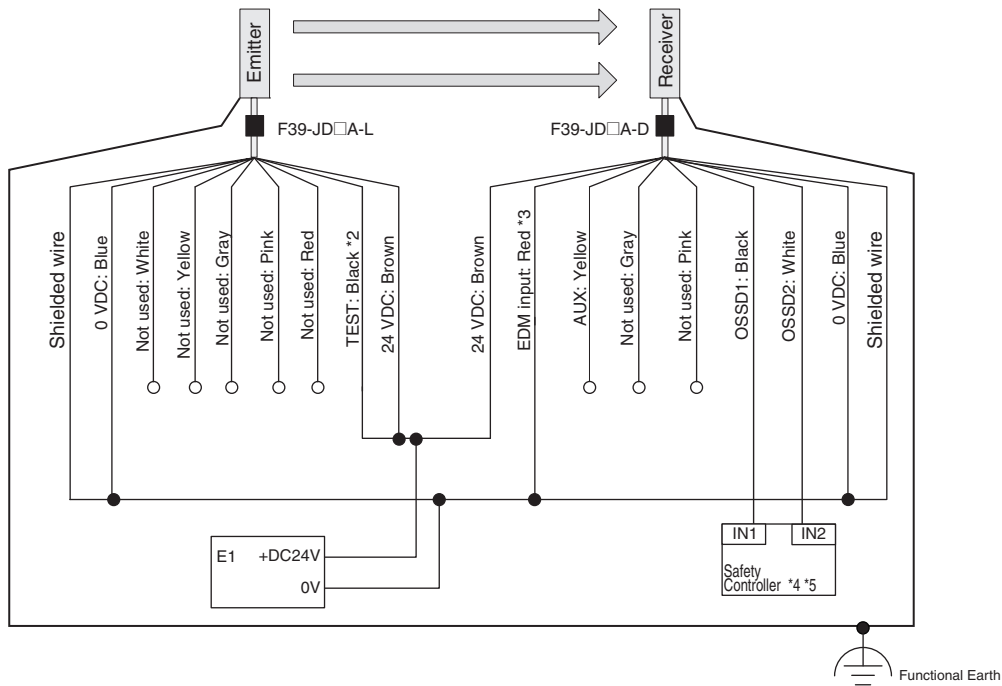 Emitter
Receiver
F39-JD□A-L
F39-JD□A-D
Shielded wire
0 VDC: Blue
Not used: White
Not used: Yellow
Not used: Gray
Not used: Pink
Not used: Red
TEST: Black *2
24 VDC: Brown
24 VDC: Brown
EDM input: Red *3
AUX: Yellow
Not used: Gray
Not used: Pink
OSSD1: Black
OSSD2: White
0 VDC: Blue
Shielded wire
E1 +DC24V
0V
IN1 IN2
Safety
Controller *4 *5
Functional Earth